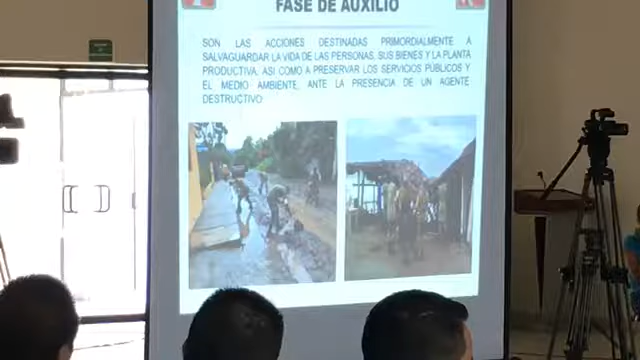 FASE DE AUXILIO
SON LAS ACCIONES DESTINADAS PRIMORDIALMENTE A
SALVAGUARDAR LA VIDA DE LAS PERSONAS, SUS BIENES Y LA PLANTA
PRODUCTIVA, ASI COMO A PRESERVAR LOS SERVICIOS PÚBLICOS Y
EL MEDIO AMBIENTE, ANTE LA PRESENCIA DE UN AGENTE
DESTRUCTIVO